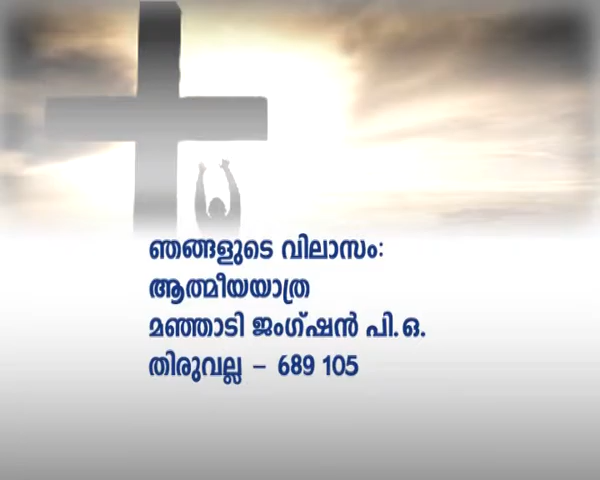 ഞങ്ങളുടെ വിലാസം:
ആത്മീയയാത്ര
മഞ്ഞാടി ജംഗ്ഷൻ പി.ഒ.
തിരുവല്ല – 689 105